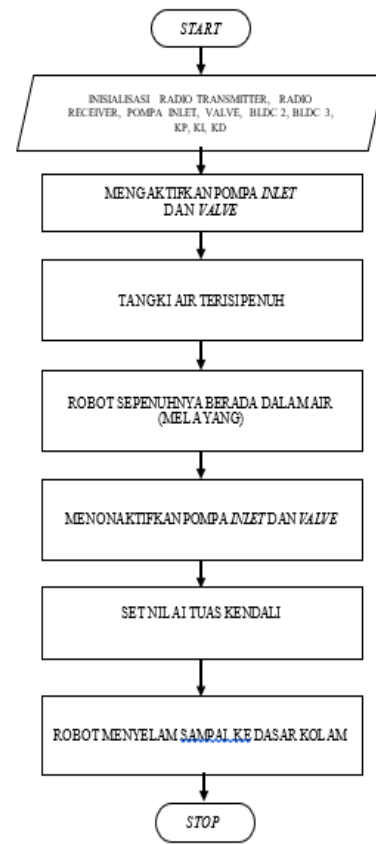 START
INISIALISASI RADIO TRANSMITTER, RADIO
RECEIVER, POMPA INLET, VALVE, BLDC 2, BLDC 3,
KP, KI, KD
MENGAKTIFKAN POMPA INLET
DAN VALVE
TANGKI AIR TERISI PENUH
ROBOT SEPENUHNYA BERADA DALAM AIR
(MELAYANG)
MENONAKTIFKAN POMPA INLET DAN VALVE
SET NILAI TUAS KENDALI
ROBOT MENYELAM SAMPAI KE DASAR KOLAM
STOP